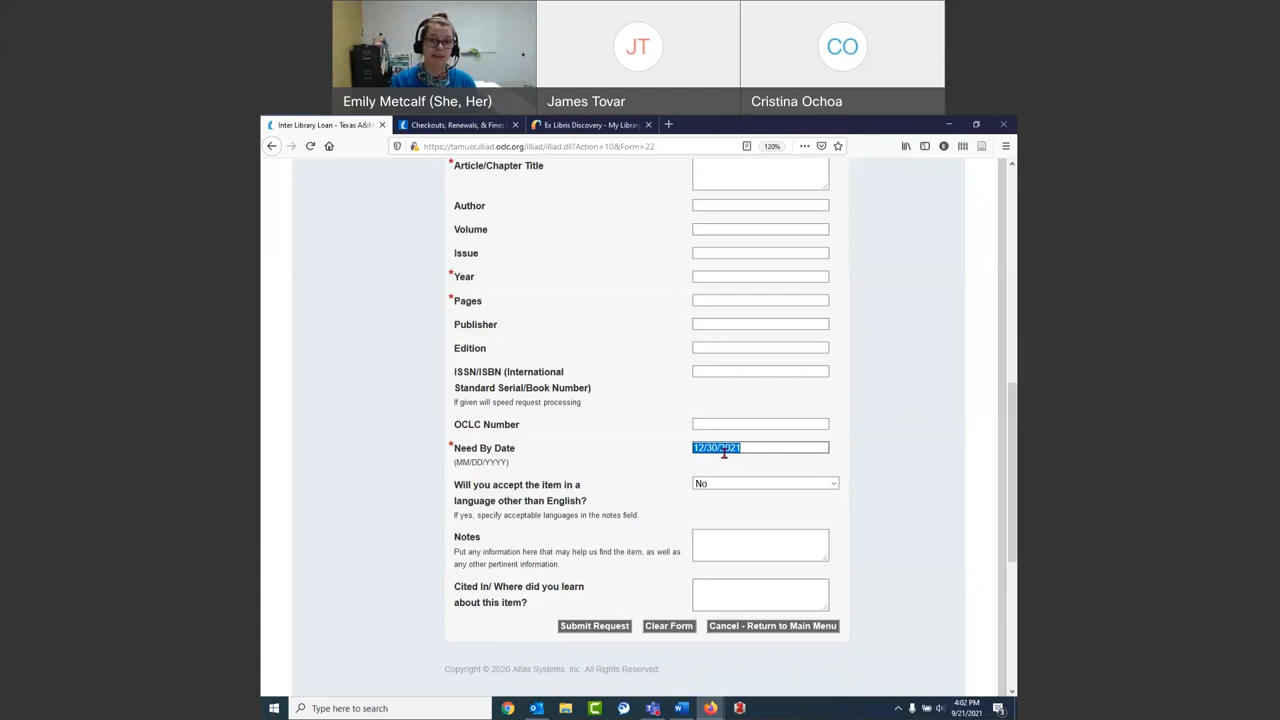 JT
CO
Emily Metcalf (She, Her)
James Tovar
Cristina Ochoa
Inter Library Loan - Texas A&M
Checkouts, Renewals, & Fines
Ex Libris Discovery - My Library
https://tamucc.illiad.oclc.org/illiad/illiad.dll?Action=10&Form=22
120%
*Article/Chapter Title
Author
Volume
Issue
*Year
*Pages
Publisher
Edition
ISSN/ISBN (International
Standard Serial/Book Number)
If given will speed request processing
OCLC Number
*Need By Date
12/30/2021
(MM/DD/YYYY)
Will you accept the item in a
language other than English?
No
If yes, specify acceptable languages in the notes field.
Notes
Put any information here that may help us find the item, as well as
any other pertinent information.
Cited In/ Where did you learn
about this item?
Submit Request
Clear Form
Cancel - Return to Main Menu
Copyright © 2020 Atlas Systems, Inc. All Rights Reserved.
Type here to search
4:02 PM
9/21/2021